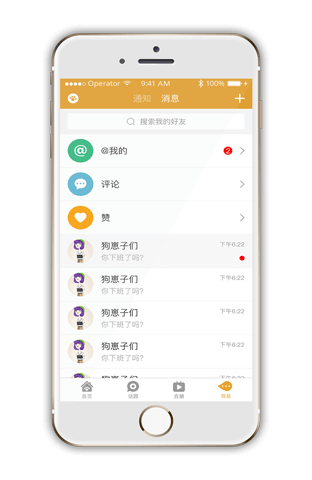 Operator 9:41 AM 100%
通知 消息
搜索我的好友
@我的 2
评论
赞
狗崽子们 下午6:22
你下班了吗?
狗崽子们 下午6:22
你下班了吗?
狗崽子们 下午6:22
你下班了吗?
狗崽子们 下午6:22
你下班了吗?
首页 话题 直播 消息